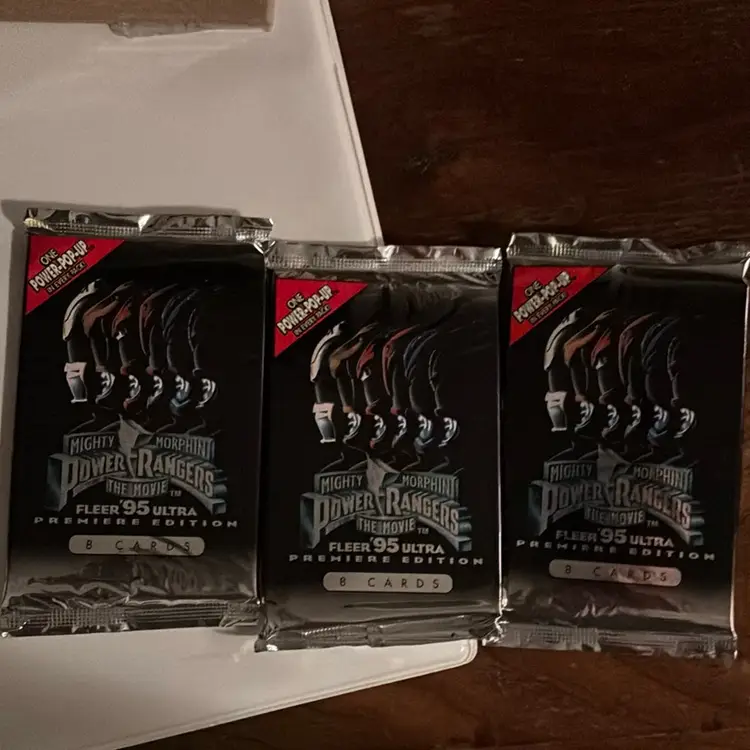 ONE
POWER-POP-UP
IN EVERY PACK!
MIGHTY MORPHIN!
POWER RANGERS
THE MOVIE™
FLEER '95 ULTRA
PREMIERE EDITION
8 CARDS
ONE
POWER-POP-UP
IN EVERY PACK!
MIGHTY MORPHIN!
POWER RANGERS
THE MOVIE™
FLEER '95 ULTRA
PREMIERE EDITION
8 CARDS
ONE
POWER-POP-UP
IN EVERY PACK!
MIGHTY MORPHIN!
POWER RANGERS
THE MOVIE™
FLEER '95 ULTRA
PREMIERE EDITION
8 CARDS